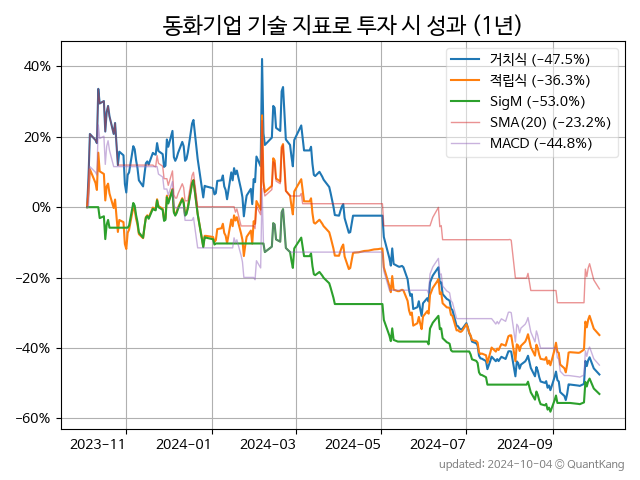 동화기업 기술 지표로 투자 시 성과 (1년)
거치식 (−47.5%)
적립식 (−36.3%)
SigM (−53.0%)
SMA(20) (−23.2%)
MACD (−44.8%)
40%
20%
0%
−20%
−40%
−60%
2023−11
2024−01
2024−03
2024−05
2024−07
2024−09
updated: 2024-10-04 ⓒ QuantKang